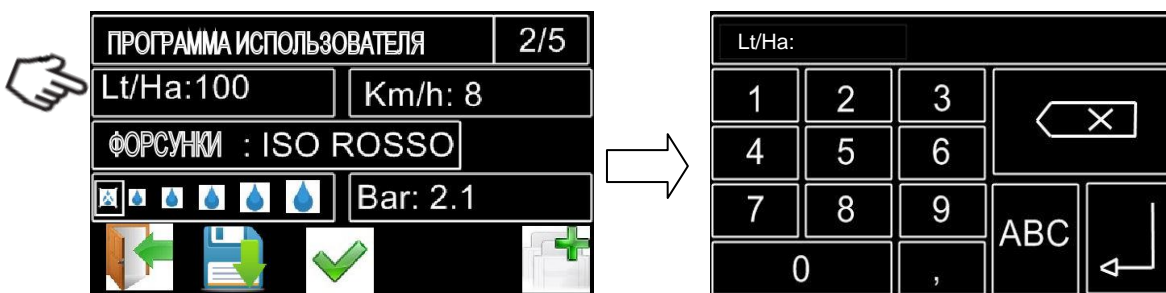 ПРОГРАММА ИСПОЛЬЗОВАТЕЛЯ 2/5
Lt/Ha:100 Km/h: 8
ФОРСУНКИ : ISO ROSSO
Bar: 2.1
Lt/Ha:
1 2 3
4 5 6
7 8 9
ABC
0 ,